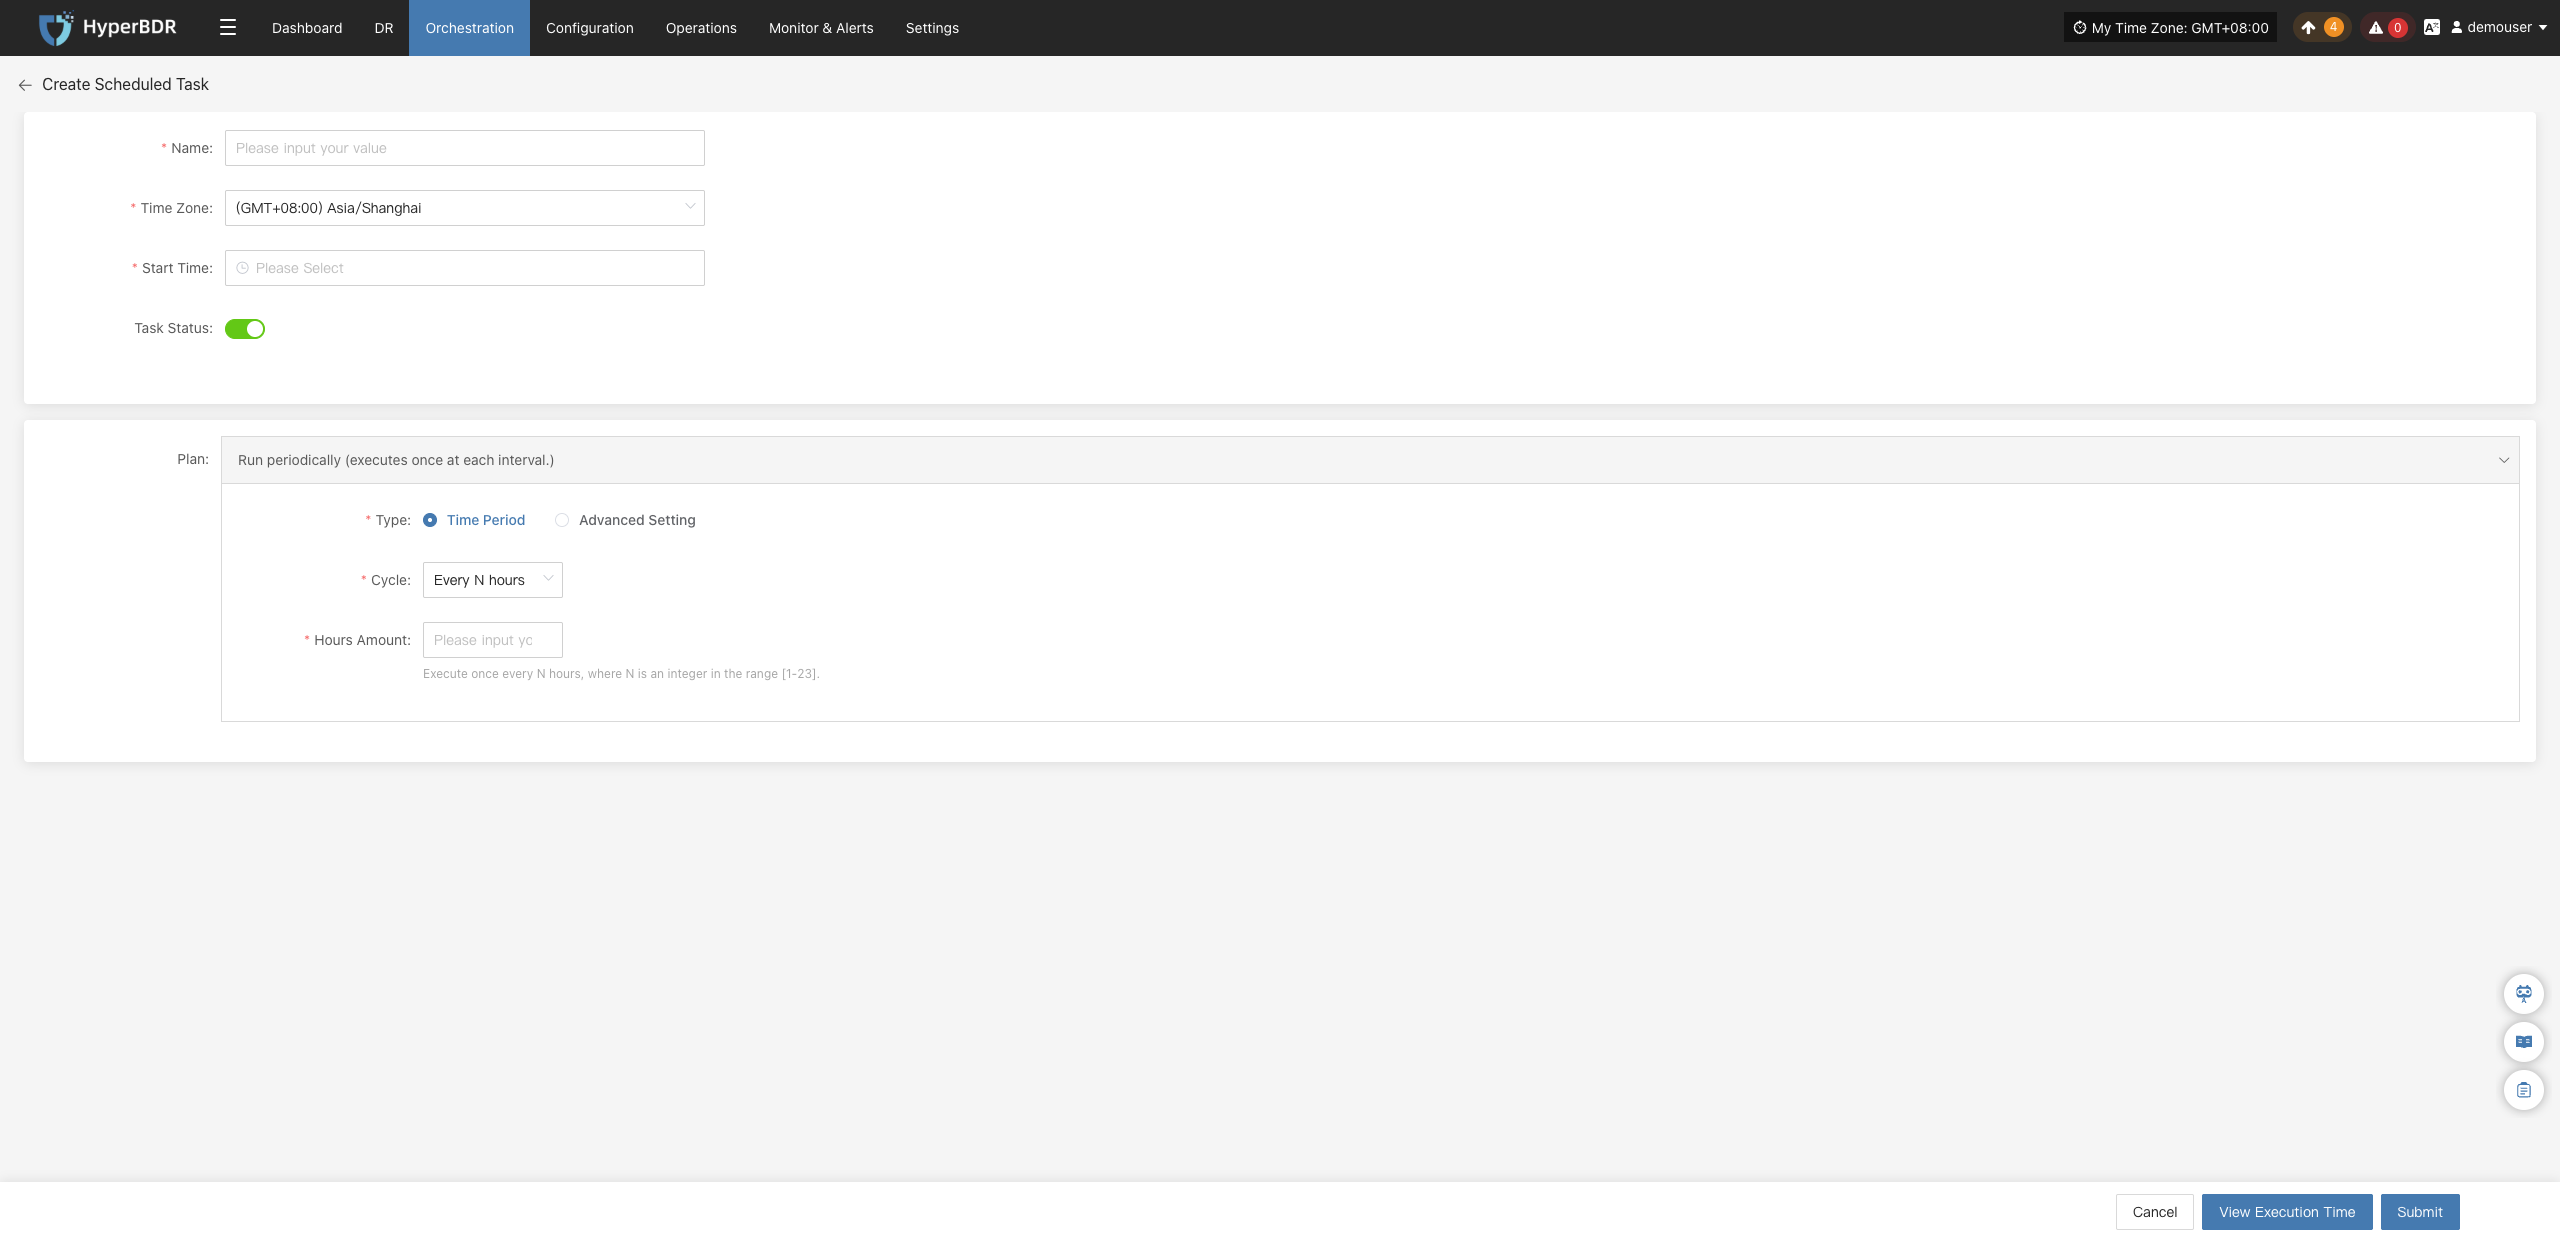 HyperBDR
Dashboard
DR
Orchestration
Configuration
Operations
Monitor & Alerts
Settings
My Time Zone: GMT+08:00
4
0
demouser
Create Scheduled Task
* Name:
Please input your value
* Time Zone:
(GMT+08:00) Asia/Shanghai
* Start Time:
Please Select
Task Status:
Plan:
Run periodically (executes once at each interval.)
* Type:
Time Period
Advanced Setting
* Cycle:
Every N hours
* Hours Amount:
Please input yo
Execute once every N hours, where N is an integer in the range [1-23].
Cancel
View Execution Time
Submit